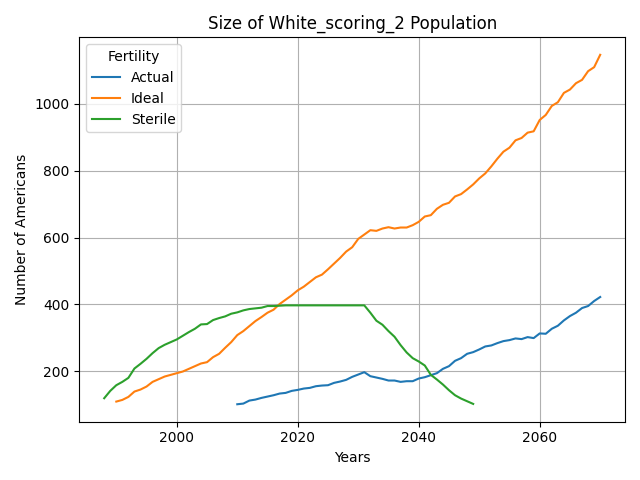 Size of White_scoring_2 Population
Fertility
Actual
Ideal
Sterile
Number of Americans
1000
800
600
400
200
2000
2020
2040
2060
Years